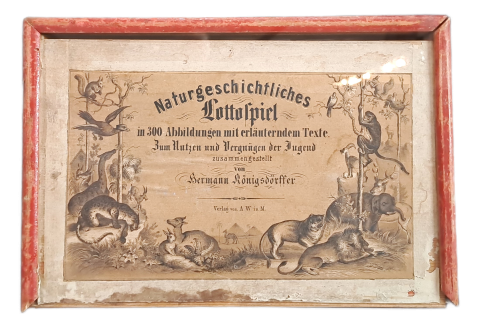 Naturgeschichtliches
Lottospiel
in 300 Abbildungen mit erläuterndem Texte.
Zum Nutzen und Vergnügen der Jugend
zusammengestellt
von
Hermann Königsdörffer
Verlag von A. W. in M.